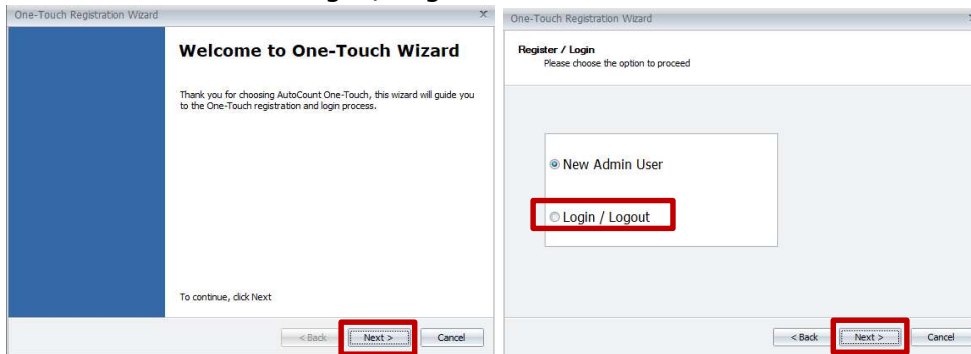 One-Touch Registration Wizard
Welcome to One-Touch Wizard
Thank you for choosing AutoCount One-Touch, this wizard will guide you
to the One-Touch registration and login process.
To continue, click Next
< Back Next > Cancel
One-Touch Registration Wizard
Register / Login
Please choose the option to proceed
New Admin User
Login / Logout
< Back Next > Cancel